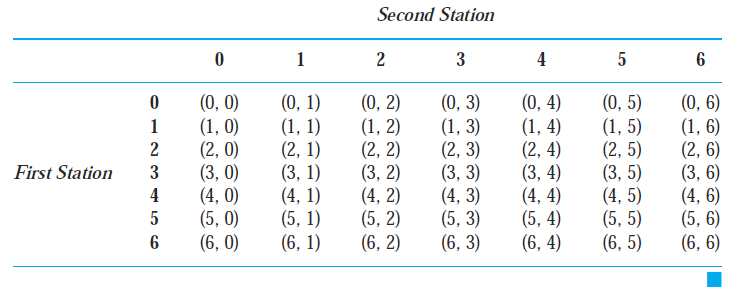 Second Station
0 1 2 3 4 5 6
0 (0, 0) (0, 1) (0, 2) (0, 3) (0, 4) (0, 5) (0, 6)
1 (1, 0) (1, 1) (1, 2) (1, 3) (1, 4) (1, 5) (1, 6)
2 (2, 0) (2, 1) (2, 2) (2, 3) (2, 4) (2, 5) (2, 6)
First Station 3 (3, 0) (3, 1) (3, 2) (3, 3) (3, 4) (3, 5) (3, 6)
4 (4, 0) (4, 1) (4, 2) (4, 3) (4, 4) (4, 5) (4, 6)
5 (5, 0) (5, 1) (5, 2) (5, 3) (5, 4) (5, 5) (5, 6)
6 (6, 0) (6, 1) (6, 2) (6, 3) (6, 4) (6, 5) (6, 6)